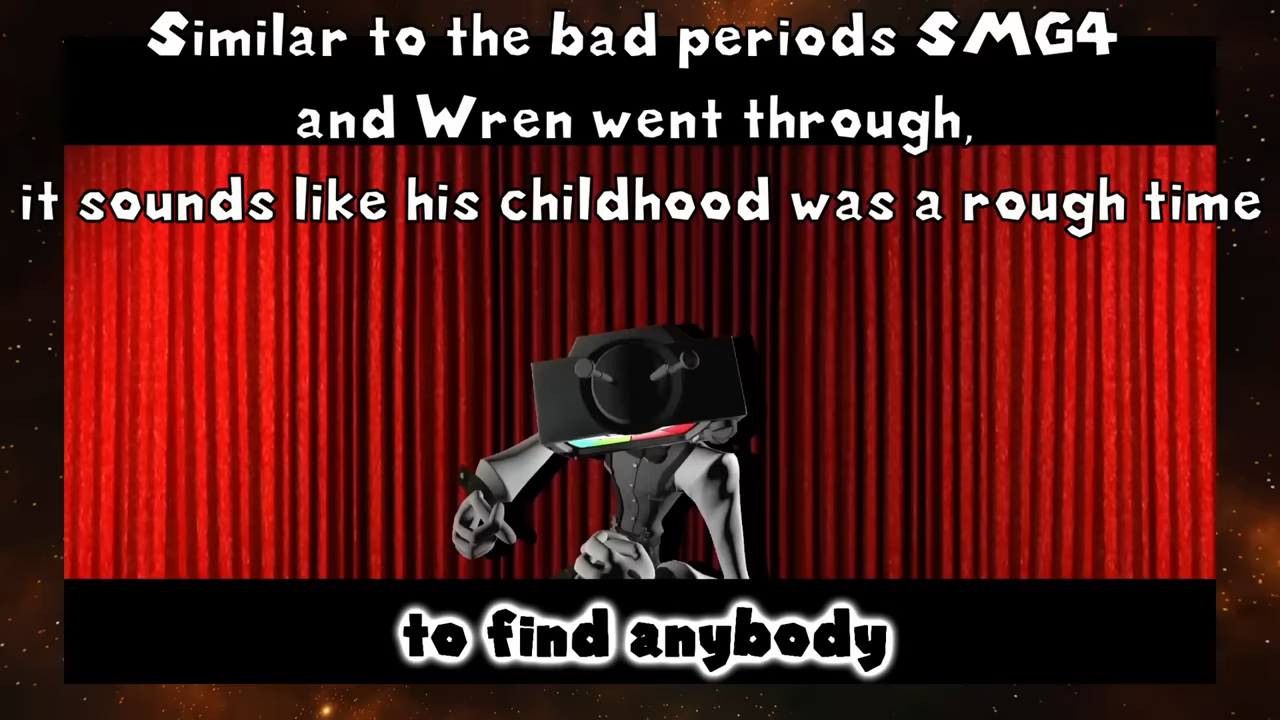 Similar to the bad periods SMG4
and Wren went through,
it sounds like his childhood was a rough time
to find anybody